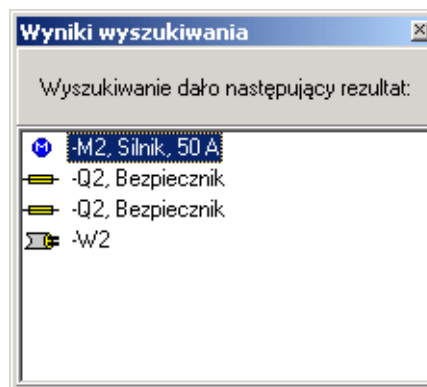 Wyniki wyszukiwania
Wyszukiwanie dało następujący rezultat:
M
-M2, Silnik, 50 A
-Q2, Bezpiecznik
-Q2, Bezpiecznik
-W2